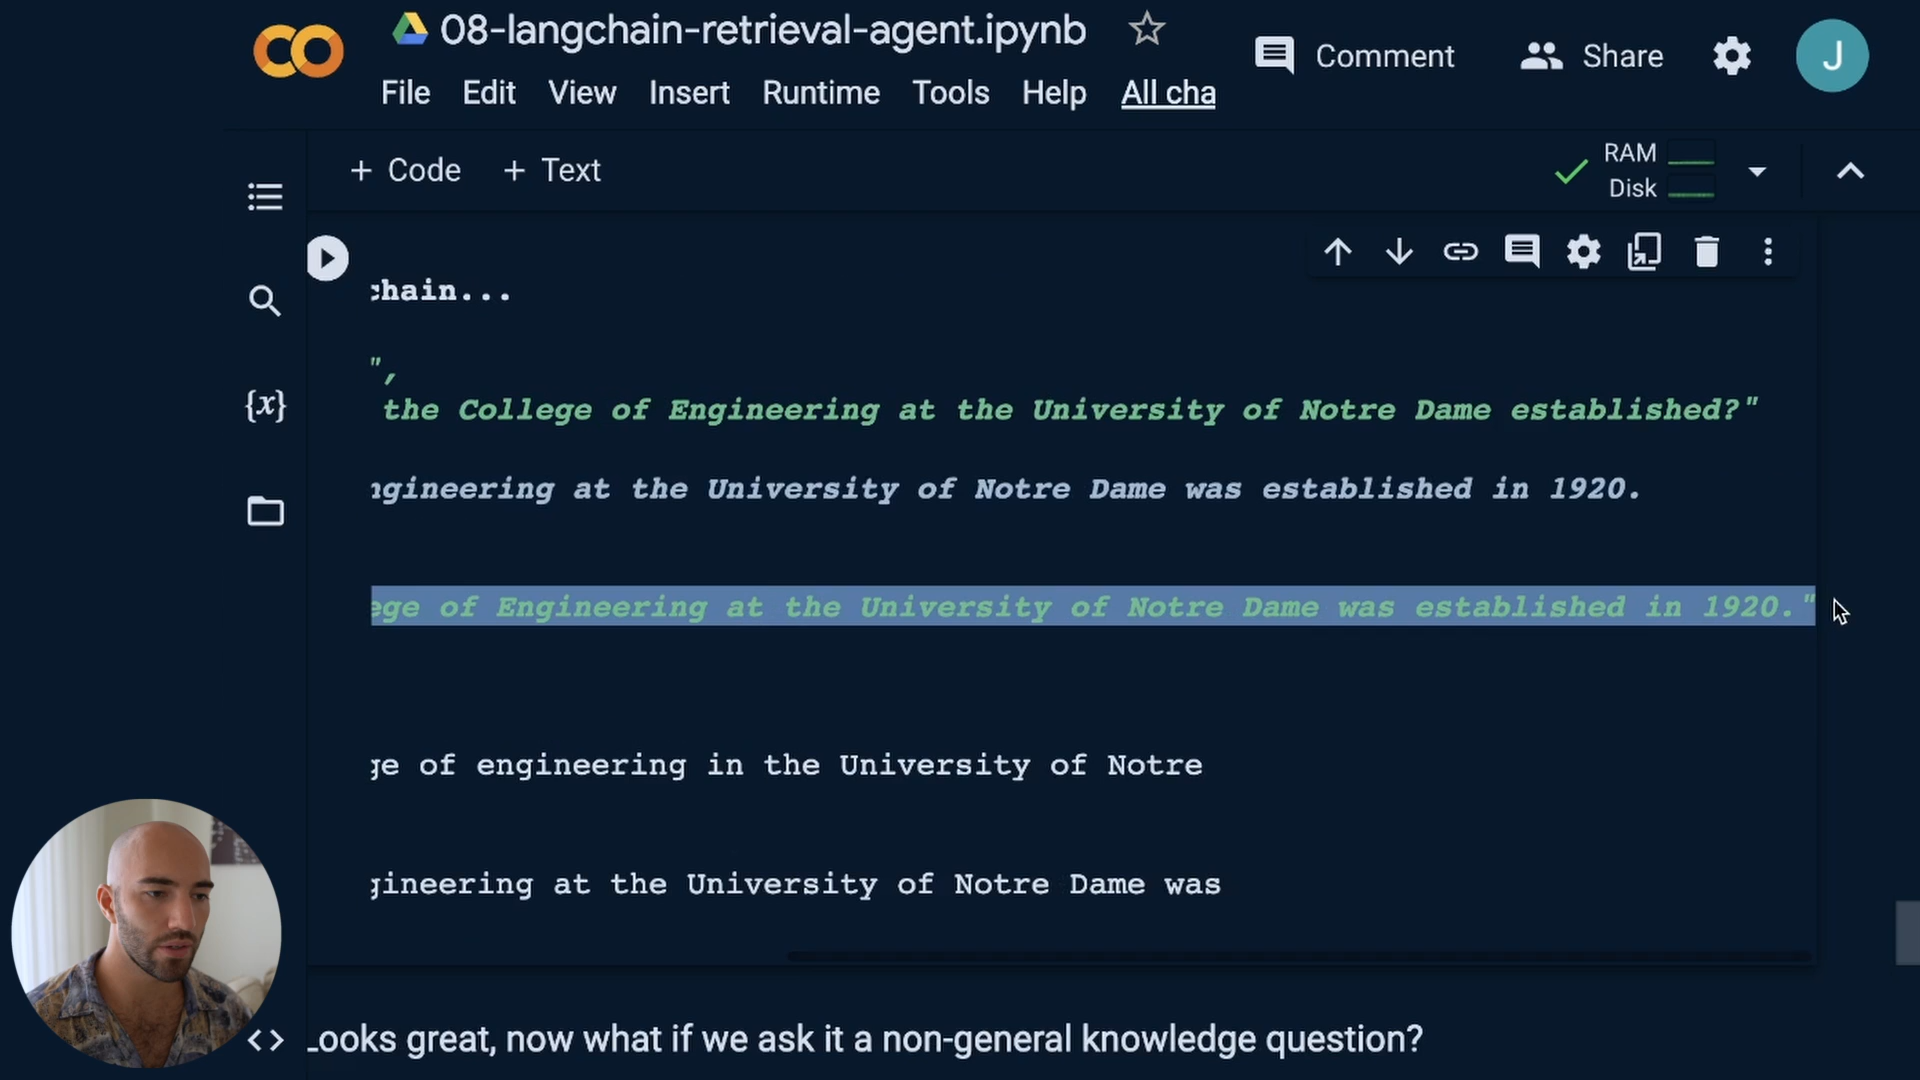 08-langchain-retrieval-agent.ipynb
Comment
Share
J
File Edit View Insert Runtime Tools Help All cha
+ Code + Text
RAM
Disk
{x}
chain...
",
the College of Engineering at the University of Notre Dame established?"
ngineering at the University of Notre Dame was established in 1920.
ege of Engineering at the University of Notre Dame was established in 1920."
ge of engineering in the University of Notre
gineering at the University of Notre Dame was
Looks great, now what if we ask it a non-general knowledge question?